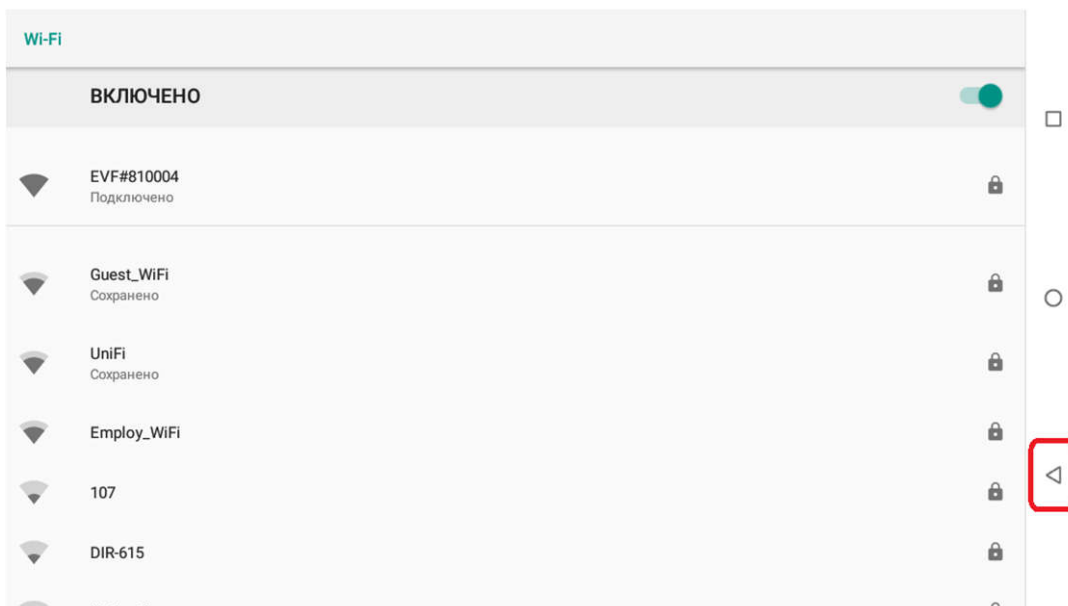 Wi-Fi
ВКЛЮЧЕНО
EVF#810004
Подключено
Guest_WiFi
Сохранено
UniFi
Сохранено
Employ_WiFi
107
DIR-615